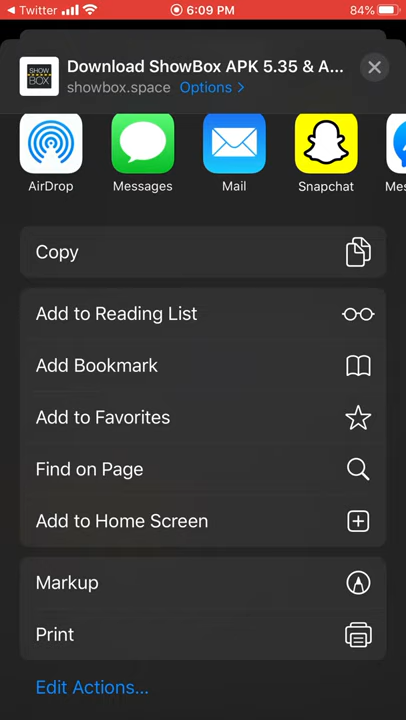 Twitter 6:09 PM 84%
SHOW
BOX
Download ShowBox APK 5.35 & A...
showbox.space Options
AirDrop Messages Mail Snapchat Mes
Copy
Add to Reading List
Add Bookmark
Add to Favorites
Find on Page
Add to Home Screen
Markup
Print
Edit Actions...